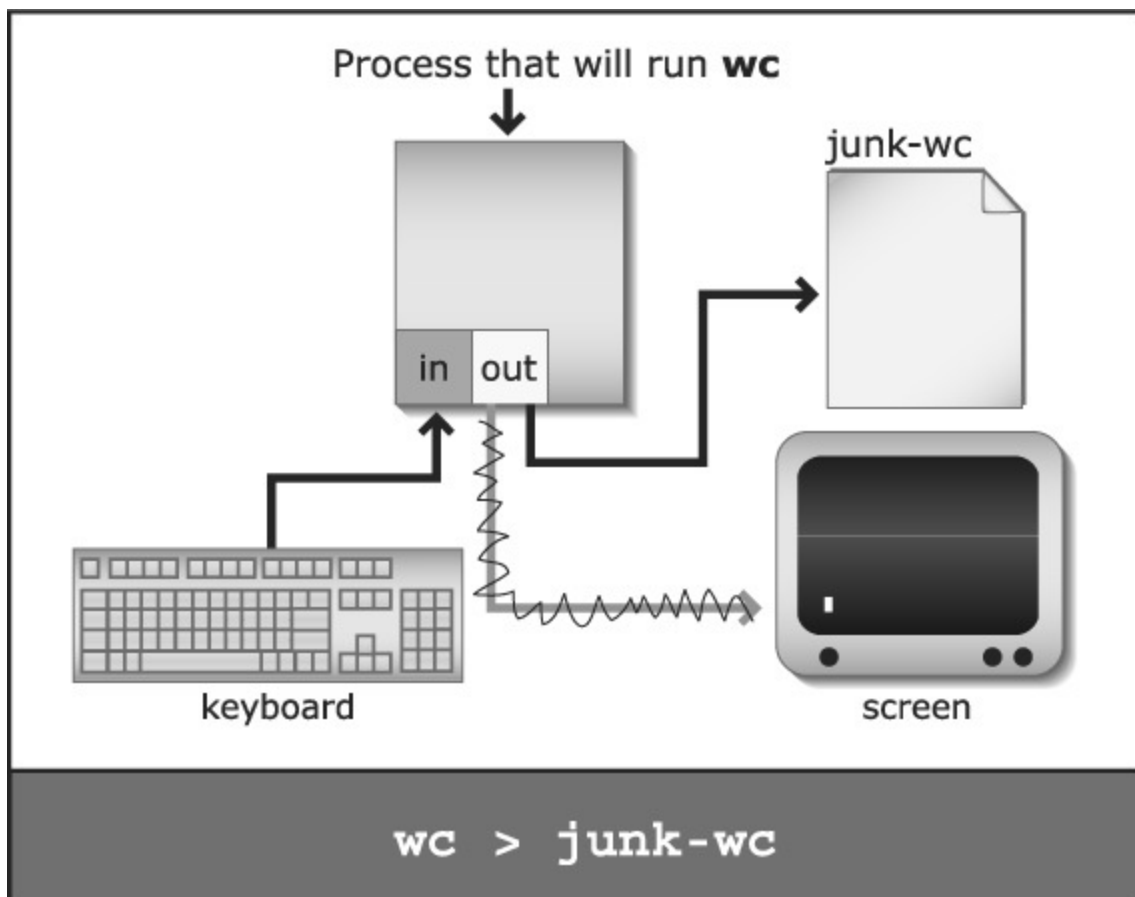 Process that will run wc
junk-wc
in
out
keyboard
screen
wc > junk-wc